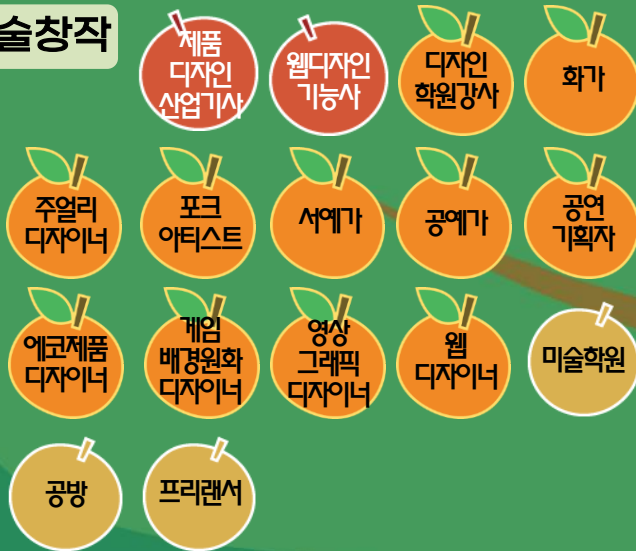 술창작
제품
디자인
산업기사
웹디자인
기능사
디자인
학원강사
화가
주얼리
디자이너
포크
아티스트
서예가
공예가
공연
기획자
에코제품
디자이너
게임
배경원화
디자이너
영상
그래픽
디자이너
웹
디자이너
미술학원
공방
프리랜서